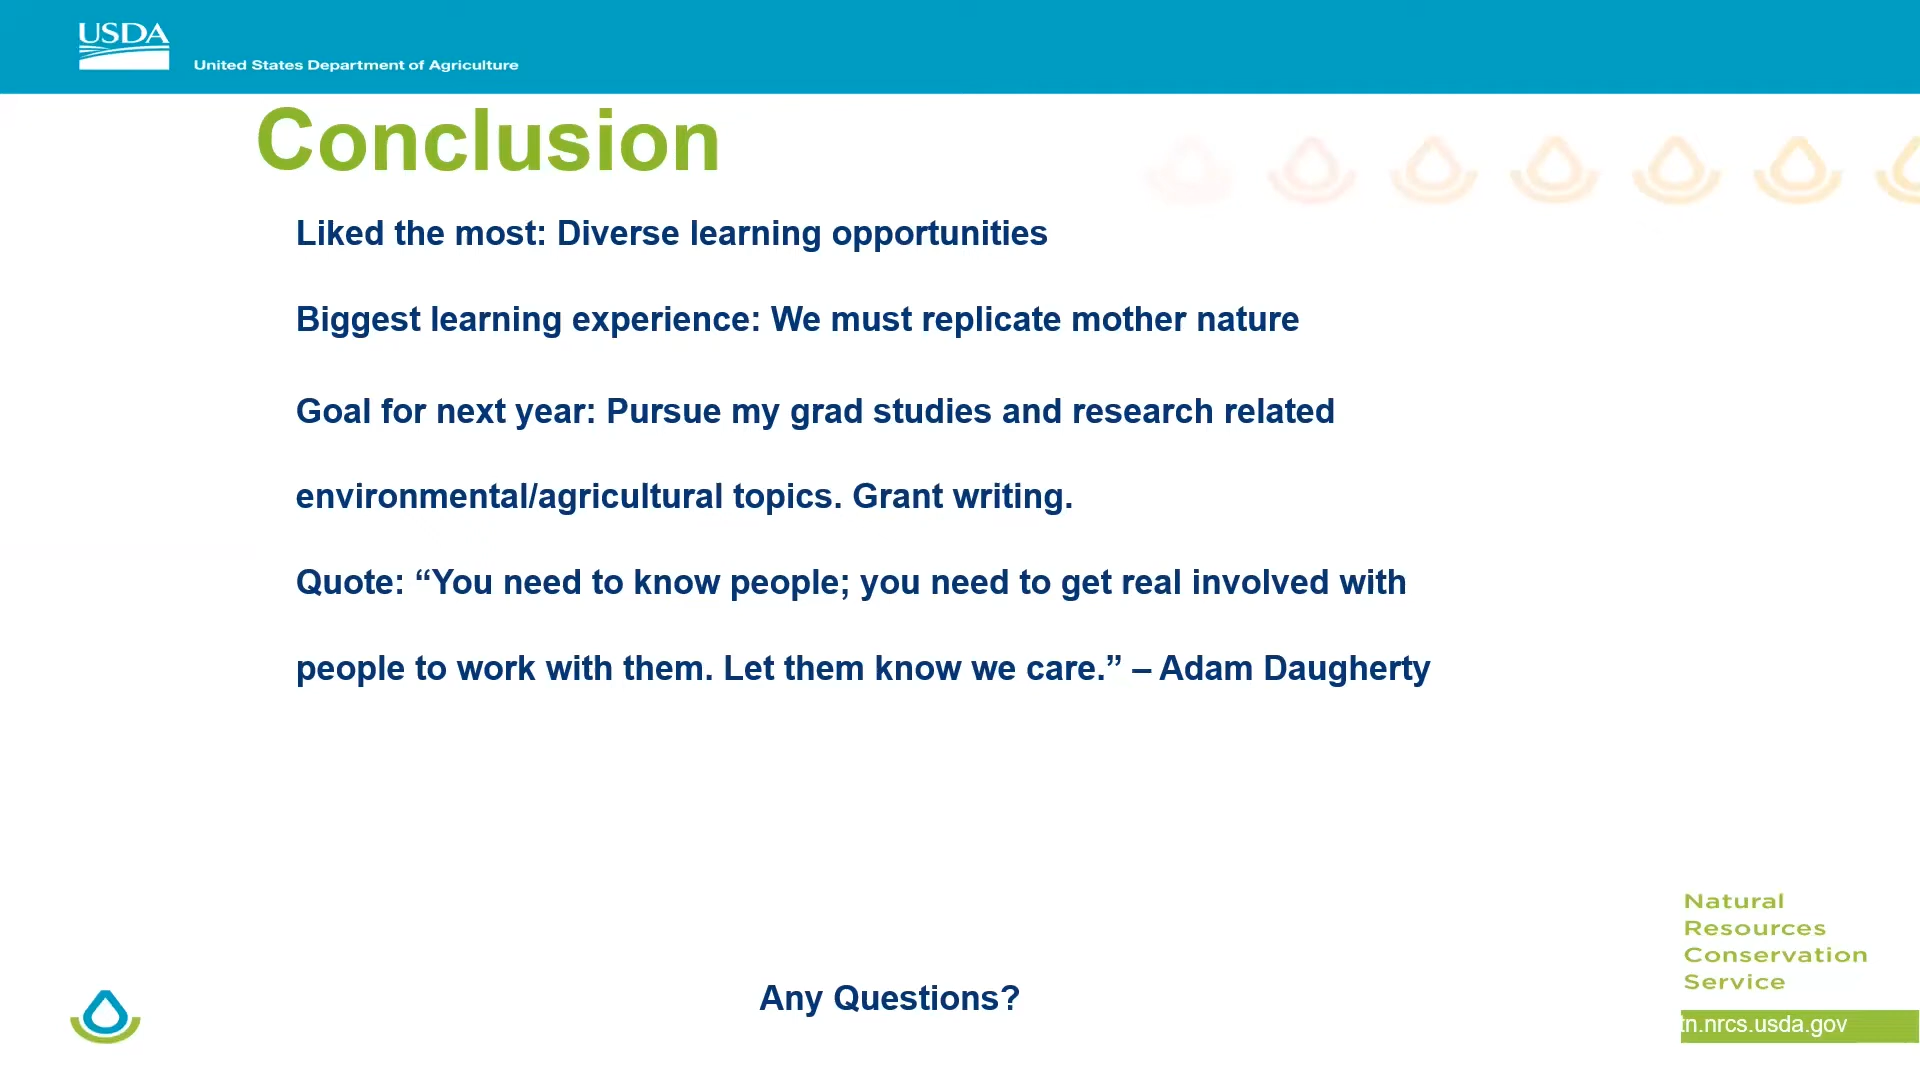 USDA
United States Department of Agriculture
Conclusion
Liked the most: Diverse learning opportunities
Biggest learning experience: We must replicate mother nature
Goal for next year: Pursue my grad studies and research related
environmental/agricultural topics. Grant writing.
Quote: “You need to know people; you need to get real involved with
people to work with them. Let them know we care.” – Adam Daugherty
Any Questions?
Natural
Resources
Conservation
Service
tn.nrcs.usda.gov